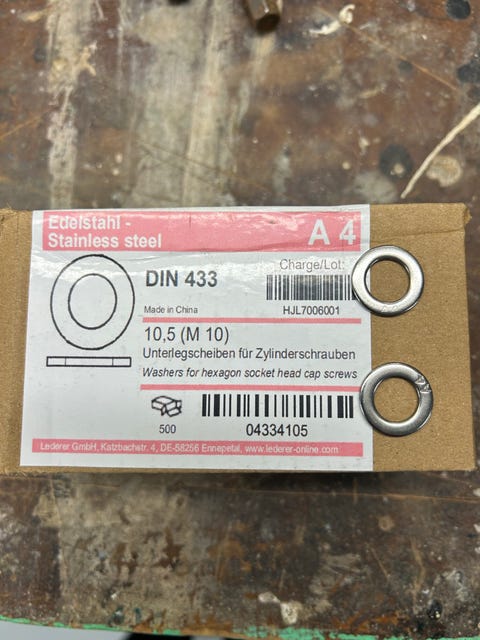 Edelstahl -
Stainless steel
A 4
DIN 433
Charge/Lot:
Made in China
HJL7006001
10,5 (M 10)
Unterlegscheiben für Zylinderschrauben
Washers for hexagon socket head cap screws
500
04334105
Lederer GmbH, Katzbachstr. 4, DE-58256 Ennepetal, www.lederer-online.com